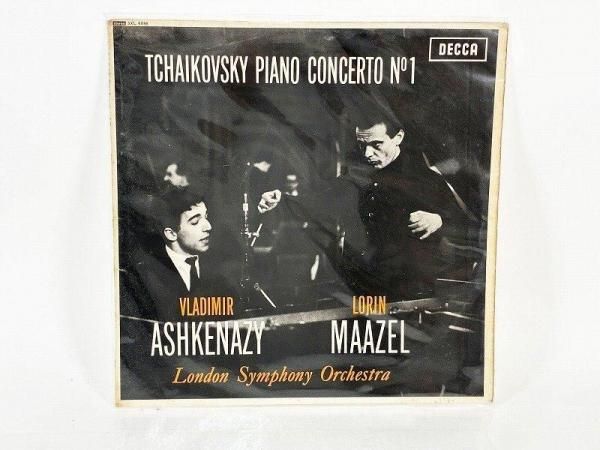 DECCA
TCHAIKOVSKY PIANO CONCERTO Nº1
VLADIMIR
ASHKENAZY
LORIN
MAAZEL
London Symphony Orchestra